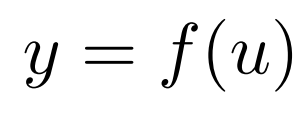 y = f(u)